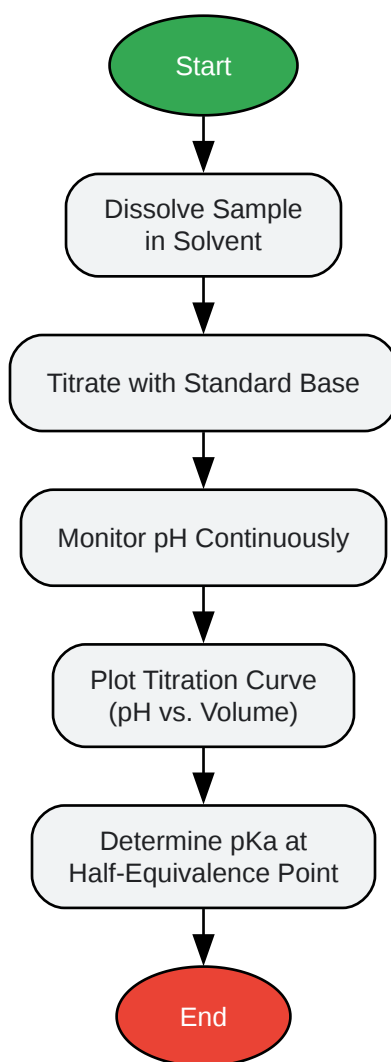 Start
Dissolve Sample
in Solvent
Titrate with Standard Base
Monitor pH Continuously
Plot Titration Curve
(pH vs. Volume)
Determine pKa at
Half-Equivalence Point
End